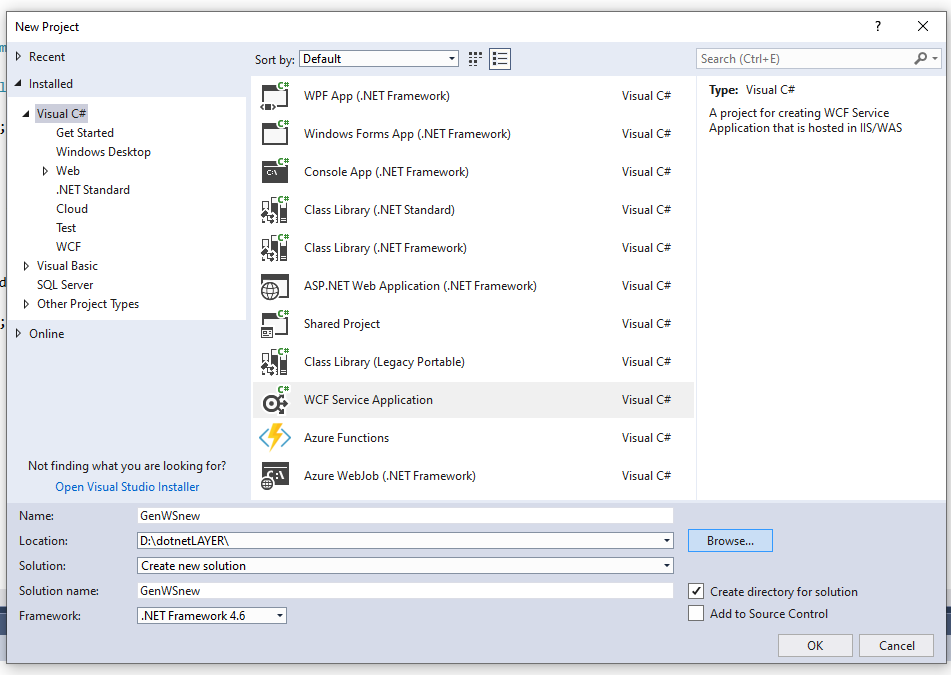 New Project
?
Recent
Installed
Visual C#
Get Started
Windows Desktop
Web
.NET Standard
Cloud
Test
WCF
Visual Basic
SQL Server
Other Project Types
Online
Not finding what you are looking for?
Open Visual Studio Installer
Sort by: Default
Search (Ctrl+E)
WPF App (.NET Framework) Visual C#
Windows Forms App (.NET Framework) Visual C#
Console App (.NET Framework) Visual C#
Class Library (.NET Standard) Visual C#
Class Library (.NET Framework) Visual C#
ASP.NET Web Application (.NET Framework) Visual C#
Shared Project Visual C#
Class Library (Legacy Portable) Visual C#
WCF Service Application Visual C#
Azure Functions Visual C#
Azure WebJob (.NET Framework) Visual C#
Type: Visual C#
A project for creating WCF Service
Application that is hosted in IIS/WAS
Name: GenWSnew
Location: D:\dotnetLAYER\ Browse...
Solution: Create new solution
Solution name: GenWSnew
Framework: .NET Framework 4.6
Create directory for solution
Add to Source Control
OK Cancel